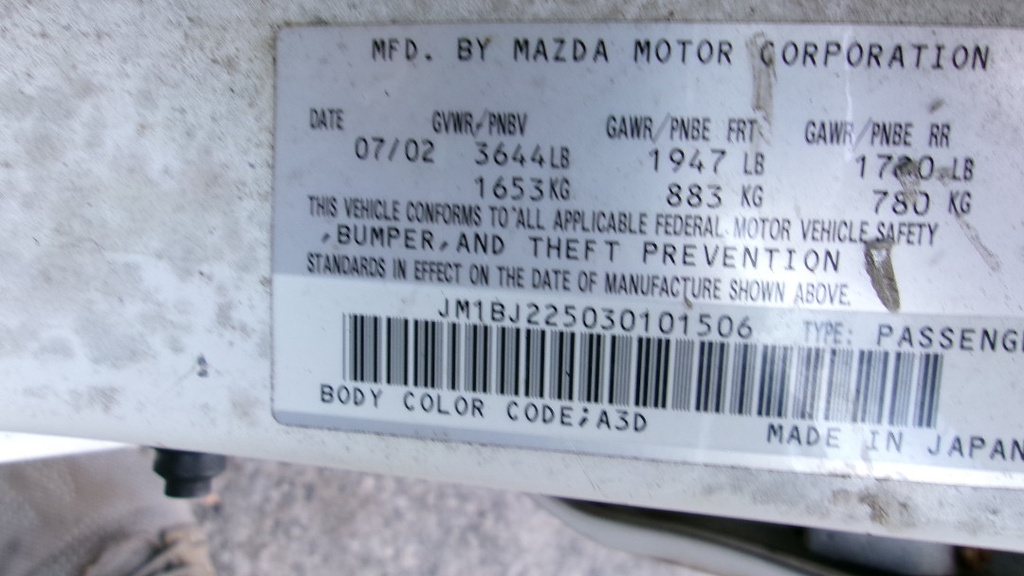 MFD. BY MAZDA MOTOR CORPORATION
DATE GVWR/PNBV GAWR/PNBE FRT GAWR/PNBE RR
07/02 3644LB 1947 LB LB
1653KG 883 KG 780 KG
THIS VEHICLE CONFORMS TO ALL APPLICABLE FEDERAL MOTOR VEHICLE SAFETY
,BUMPER,AND THEFT PREVENTION
STANDARDS IN EFFECT ON THE DATE OF MANUFACTURE SHOWN ABOVE.
JM1BJ225030101506 TYPE: PASSENG
BODY COLOR CODE;A3D
MADE IN JAPAN